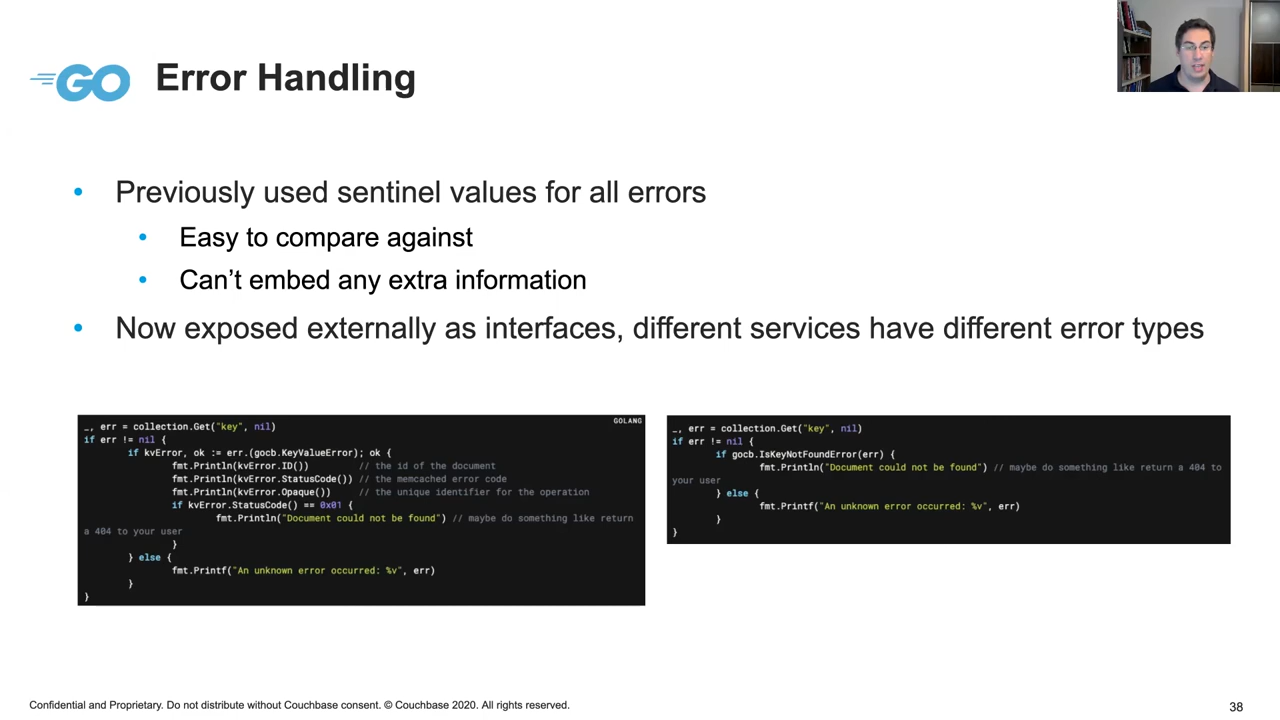 GO Error Handling
• Previously used sentinel values for all errors
• Easy to compare against
• Can’t embed any extra information
• Now exposed externally as interfaces, different services have different error types
GOLANG
_, err = collection.Get("key", nil)
if err != nil {
if kvError, ok := err.(gocb.KeyValueError); ok {
fmt.Println(kvError.ID()) // the id of the document
fmt.Println(kvError.StatusCode()) // the memcached error code
fmt.Println(kvError.Opaque()) // the unique identifier for the operation
if kvError.StatusCode() == 0x01 {
fmt.Println("Document could not be found") // maybe do something like return
a 404 to your user
}
} else {
fmt.Printf("An unknown error occurred: %v", err)
}
}
_, err = collection.Get("key", nil)
if err != nil {
if gocb.IsKeyNotFoundError(err) {
fmt.Println("Document could not be found") // maybe do something like return a 404 to
your user
} else {
fmt.Printf("An unknown error occurred: %v", err)
}
}
Confidential and Proprietary. Do not distribute without Couchbase consent. © Couchbase 2020. All rights reserved.
38